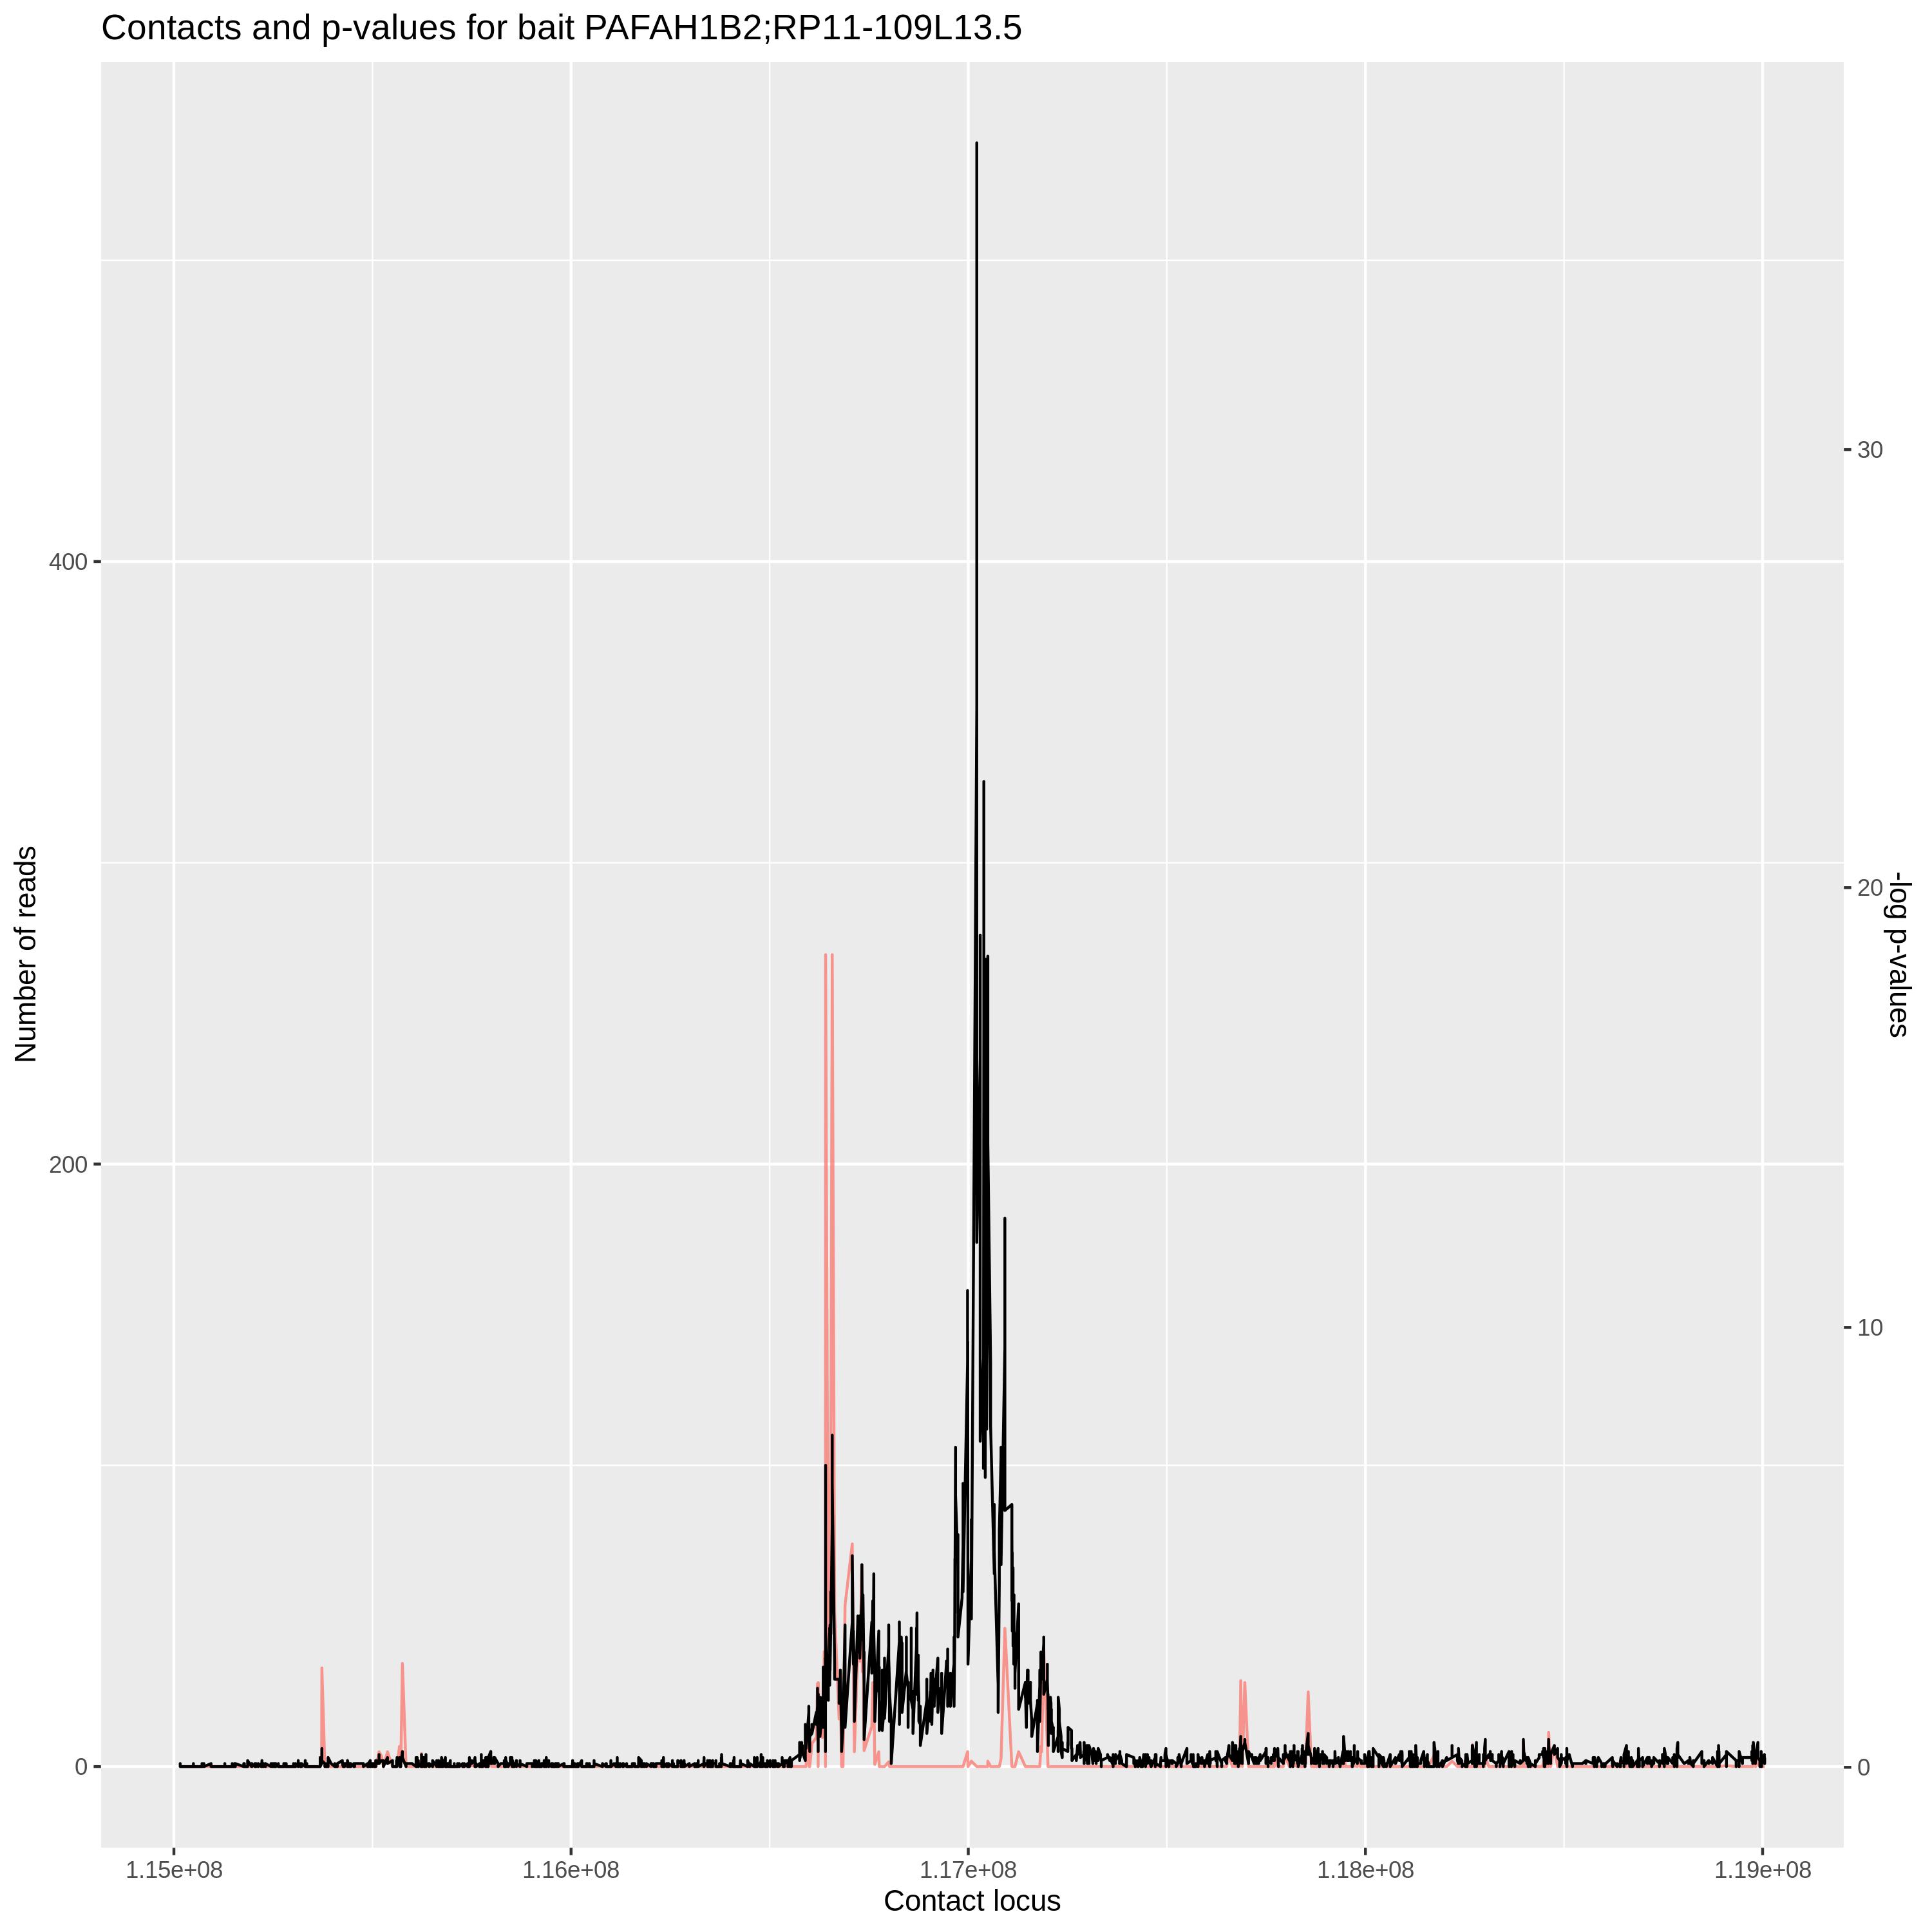 Contacts and p-values for bait PAFAH1B2;RP11-109L13.5
Number of reads
400
200
0
30
20
10
0
-log p-values
1.15e+08 1.16e+08 1.17e+08 1.18e+08 1.19e+08
Contact locus